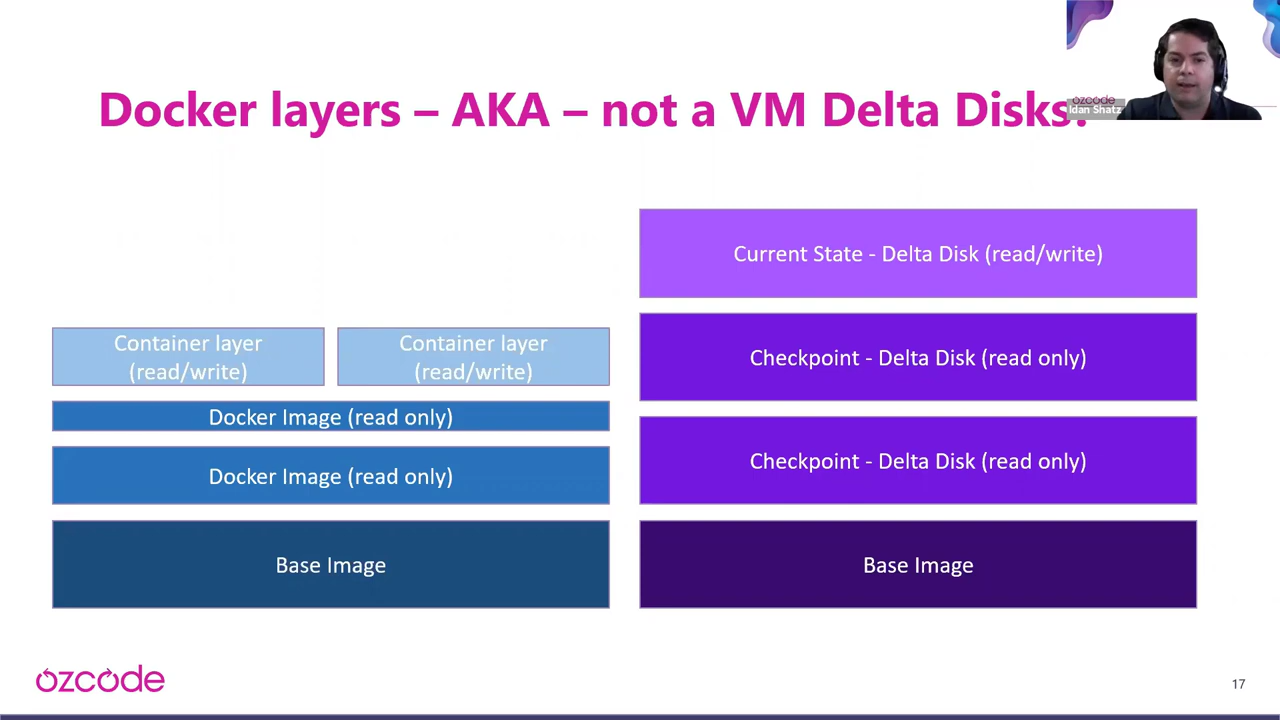 Docker layers – AKA – not a VM Delta Disks!
ozcode
Idan Shatz
Current State - Delta Disk (read/write)
Container layer
(read/write)
Container layer
(read/write)
Checkpoint - Delta Disk (read only)
Docker Image (read only)
Docker Image (read only)
Checkpoint - Delta Disk (read only)
Base Image
Base Image
ozcode
17